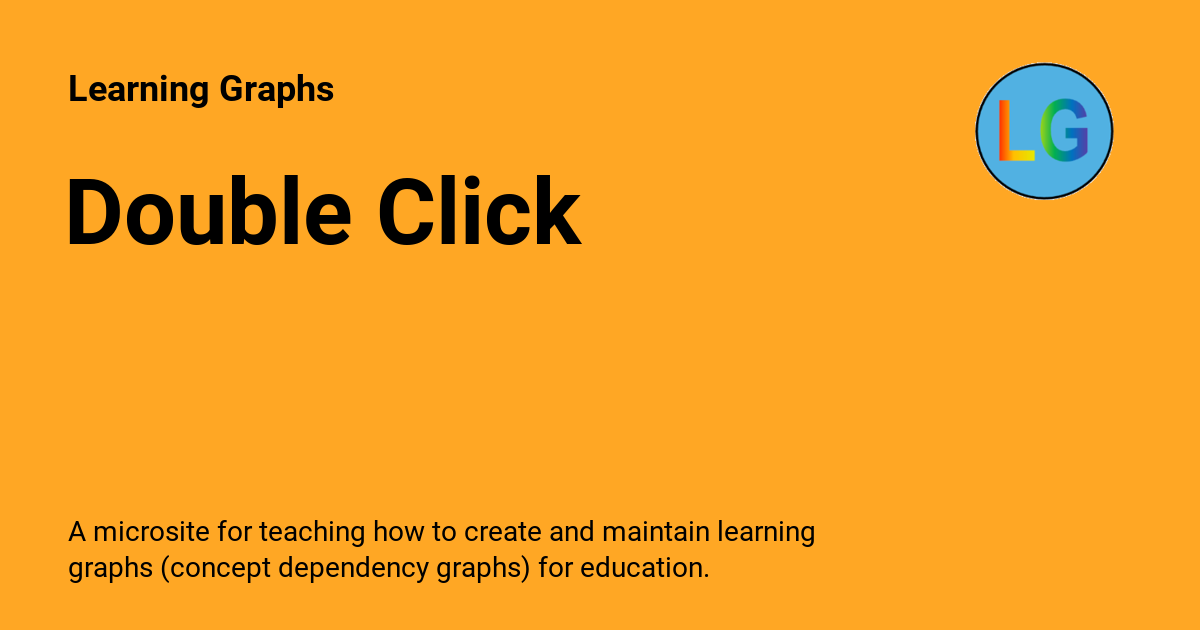 Learning Graphs
LG
Double Click
A microsite for teaching how to create and maintain learning
graphs (concept dependency graphs) for education.